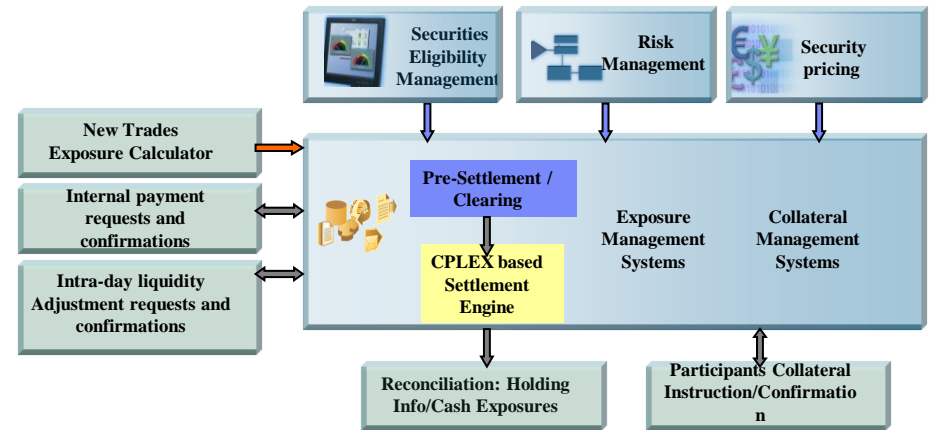 Securities
Eligibility
Management
Risk
Management
Security
pricing
New Trades
Exposure Calculator
Internal payment
requests and
confirmations
Intra-day liquidity
Adjustment requests and
confirmations
Pre-Settlement /
Clearing
CPLEX based
Settlement
Engine
Exposure
Management
Systems
Collateral
Management
Systems
Reconciliation: Holding
Info/Cash Exposures
Participants Collateral
Instruction/Confirmatio
n